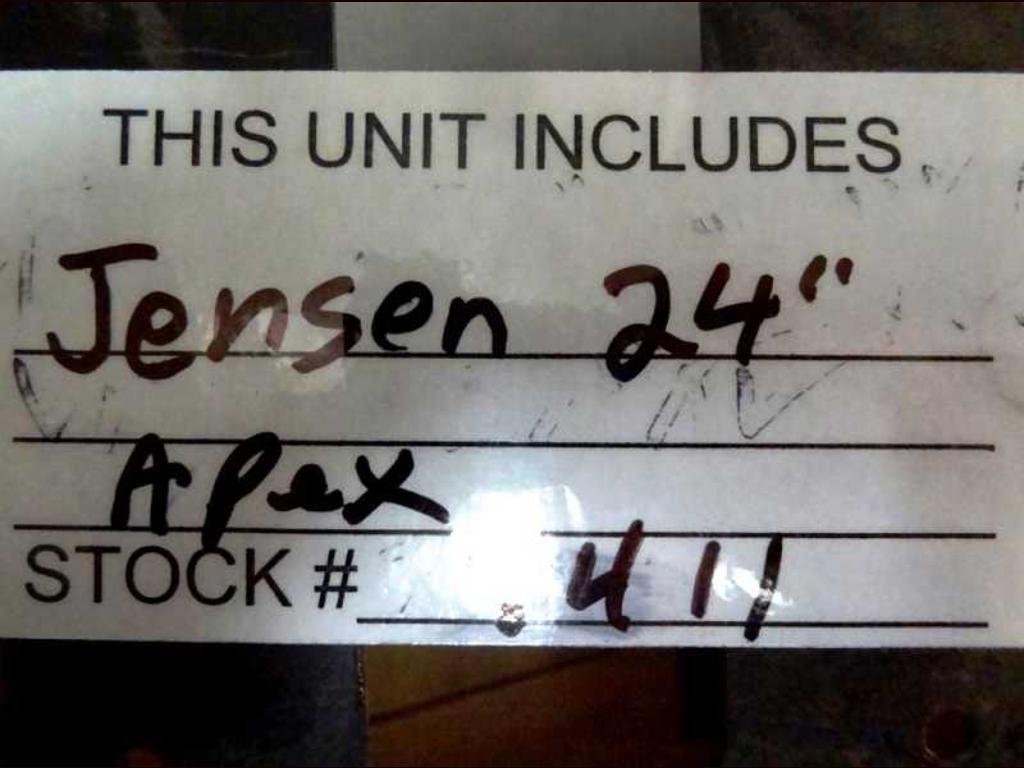 THIS UNIT INCLUDES
Jensen 24"
Apex
STOCK # 411